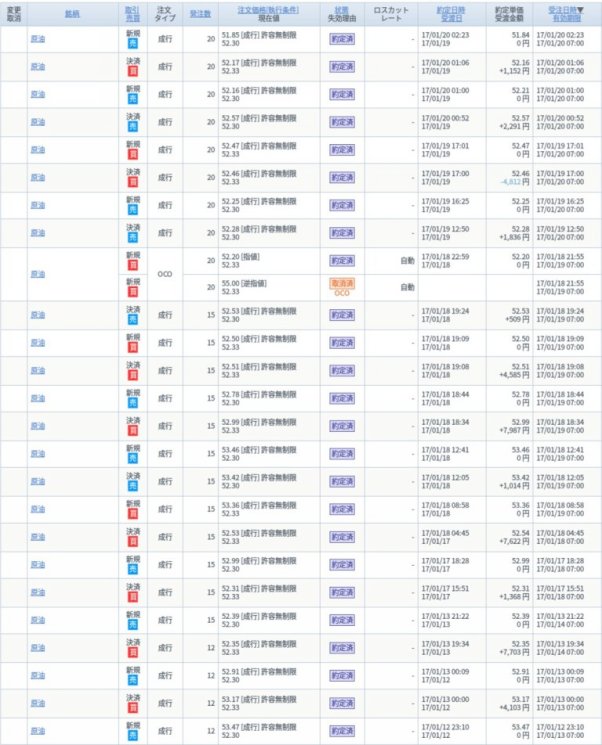 変更 取引 注文 発注数 注文価格[執行条件] 状態 ロスカット 約定日時 約定単価 受注日時▼
取消 銘柄 売買 タイプ 現在値 失効理由 レート 受渡日 受渡金額 有効期限
原油 新規 売 成行 20 51.85 [成行] 許容無制限 約定済 - 17/01/20 02:23 51.84 17/01/20 02:23
52.30 17/01/19 0 円 17/01/20 07:00
原油 決済 買 成行 20 52.17 [成行] 許容無制限 約定済 - 17/01/20 01:06 52.16 17/01/20 01:06
52.33 17/01/19 +1,152 円 17/01/20 07:00
原油 新規 売 成行 20 52.16 [成行] 許容無制限 約定済 - 17/01/20 01:00 52.21 17/01/20 01:00
52.30 17/01/19 0 円 17/01/20 07:00
原油 決済 売 成行 20 52.57 [成行] 許容無制限 約定済 - 17/01/20 00:52 52.57 17/01/20 00:52
52.30 17/01/19 +2,291 円 17/01/20 07:00
原油 新規 買 成行 20 52.47 [成行] 許容無制限 約定済 - 17/01/19 17:01 52.47 17/01/19 17:01
52.33 17/01/19 0 円 17/01/20 07:00
原油 決済 買 成行 20 52.46 [成行] 許容無制限 約定済 - 17/01/19 17:00 52.46 17/01/19 17:00
52.33 17/01/19 -4,812 円 17/01/20 07:00
原油 新規 売 成行 20 52.25 [成行] 許容無制限 約定済 - 17/01/19 16:25 52.25 17/01/19 16:25
52.30 17/01/19 0 円 17/01/20 07:00
原油 決済 売 成行 20 52.28 [成行] 許容無制限 約定済 - 17/01/19 12:50 52.28 17/01/19 12:50
52.30 17/01/19 +1,836 円 17/01/20 07:00
原油 新規 買 OCO 20 52.20 [指値] 約定済 自動 17/01/18 22:59 52.20 17/01/18 21:55
52.33 17/01/18 0 円 17/01/19 07:00
新規 買 20 55.00 [逆指値] 取消済 自動 17/01/18 21:55
52.33 OCO 17/01/19 07:00
原油 決済 売 成行 15 52.53 [成行] 許容無制限 約定済 - 17/01/18 19:24 52.53 17/01/18 19:24
52.30 17/01/18 +509 円 17/01/19 07:00
原油 新規 買 成行 15 52.50 [成行] 許容無制限 約定済 - 17/01/18 19:09 52.50 17/01/18 19:09
52.33 17/01/18 0 円 17/01/19 07:00
原油 決済 買 成行 15 52.51 [成行] 許容無制限 約定済 - 17/01/18 19:08 52.51 17/01/18 19:08
52.33 17/01/18 +4,585 円 17/01/19 07:00
原油 新規 売 成行 15 52.78 [成行] 許容無制限 約定済 - 17/01/18 18:44 52.78 17/01/18 18:44
52.30 17/01/18 0 円 17/01/19 07:00
原油 決済 買 成行 15 52.99 [成行] 許容無制限 約定済 - 17/01/18 18:34 52.99 17/01/18 18:34
52.33 17/01/18 +7,987 円 17/01/19 07:00
原油 新規 売 成行 15 53.46 [成行] 許容無制限 約定済 - 17/01/18 12:41 53.46 17/01/18 12:41
52.30 17/01/18 0 円 17/01/19 07:00
原油 決済 売 成行 15 53.42 [成行] 許容無制限 約定済 - 17/01/18 12:05 53.42 17/01/18 12:05
52.30 17/01/18 +1,014 円 17/01/19 07:00
原油 新規 買 成行 15 53.36 [成行] 許容無制限 約定済 - 17/01/18 08:58 53.36 17/01/18 08:58
52.33 17/01/18 0 円 17/01/19 07:00
原油 決済 買 成行 15 52.53 [成行] 許容無制限 約定済 - 17/01/18 04:45 52.54 17/01/18 04:45
52.33 17/01/17 +7,622 円 17/01/18 07:00
原油 新規 売 成行 15 52.99 [成行] 許容無制限 約定済 - 17/01/17 18:28 52.99 17/01/17 18:28
52.30 17/01/17 0 円 17/01/18 07:00
原油 決済 買 成行 15 52.31 [成行] 許容無制限 約定済 - 17/01/17 15:51 52.31 17/01/17 15:51
52.33 17/01/17 +1,368 円 17/01/18 07:00
原油 新規 売 成行 15 52.39 [成行] 許容無制限 約定済 - 17/01/13 21:22 52.39 17/01/13 21:22
52.30 17/01/13 0 円 17/01/14 07:00
原油 決済 買 成行 12 52.35 [成行] 許容無制限 約定済 - 17/01/13 19:34 52.35 17/01/13 19:34
52.33 17/01/13 +7,703 円 17/01/14 07:00
原油 新規 売 成行 12 52.91 [成行] 許容無制限 約定済 - 17/01/13 00:09 52.91 17/01/13 00:09
52.30 17/01/12 0 円 17/01/13 07:00
原油 決済 買 成行 12 53.17 [成行] 許容無制限 約定済 - 17/01/13 00:00 53.17 17/01/13 00:00
52.33 17/01/12 +4,103 円 17/01/13 07:00
原油 新規 売 成行 12 53.47 [成行] 許容無制限 約定済 - 17/01/12 23:10 53.47 17/01/12 23:10
52.30 17/01/12 0 円 17/01/13 07:00